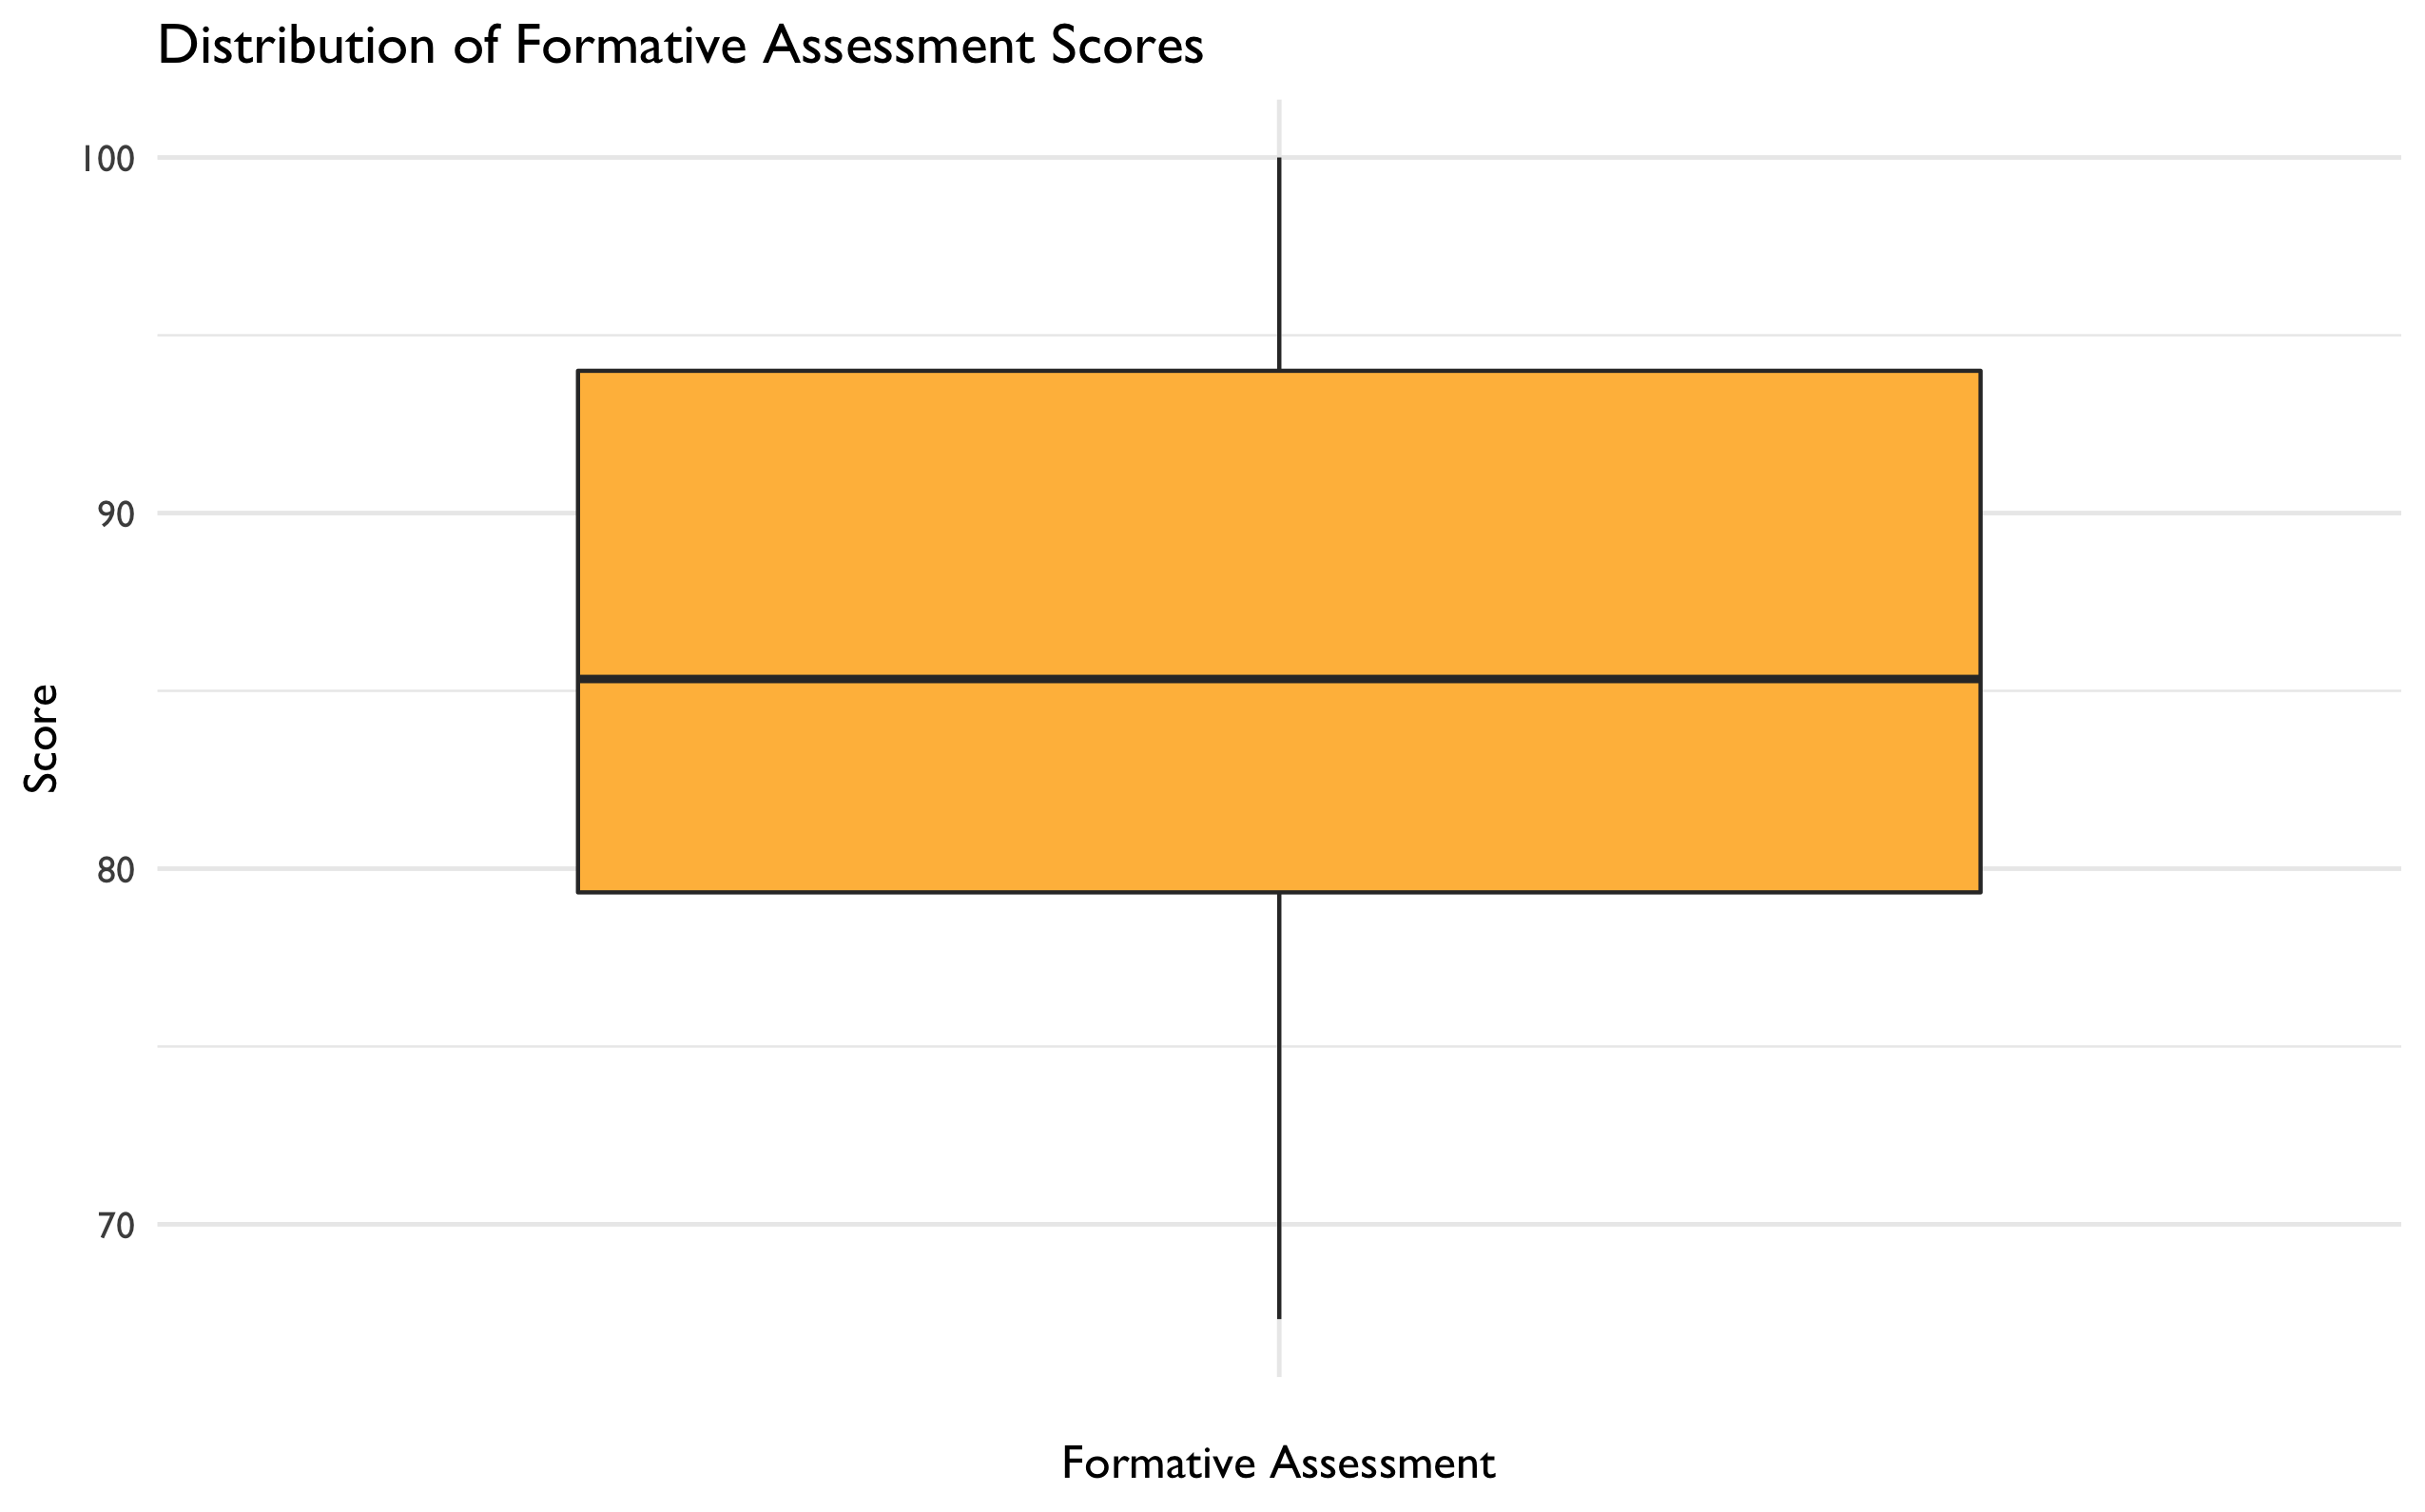 Distribution of Formative Assessment Scores
100
90
80
70
Score
Formative Assessment